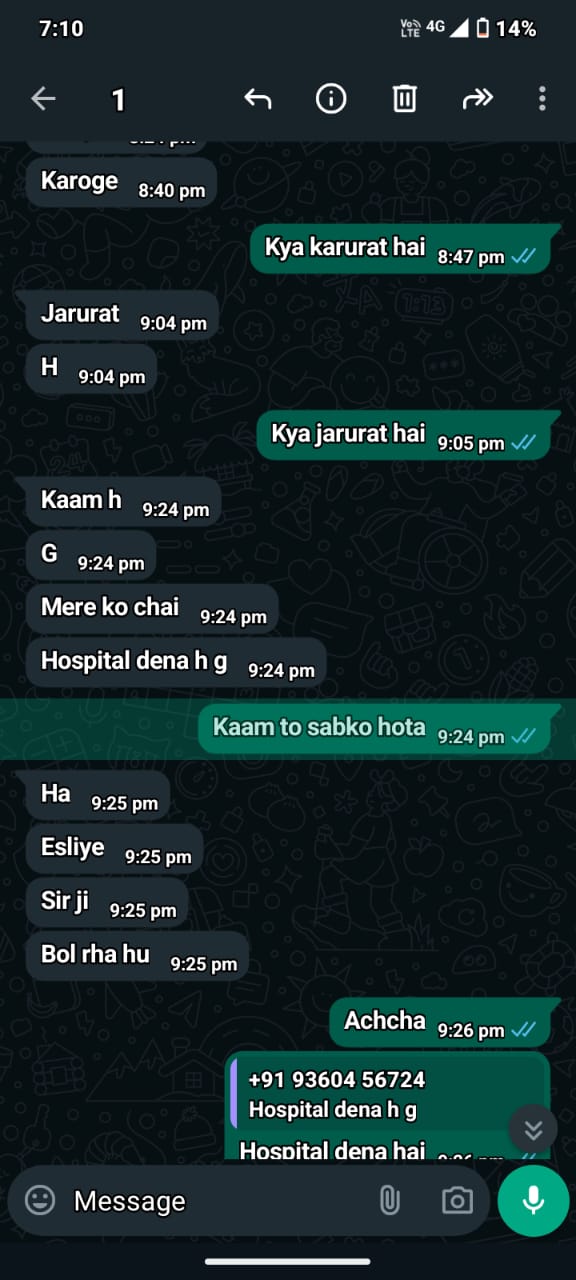 7:10 Vo LTE 4G 14%
1
Karoge 8:40 pm
Kya karurat hai 8:47 pm
Jarurat 9:04 pm
H 9:04 pm
Kya jarurat hai 9:05 pm
Kaam h 9:24 pm
G 9:24 pm
Mere ko chai 9:24 pm
Hospital dena h g 9:24 pm
Kaam to sabko hota 9:24 pm
Ha 9:25 pm
Esliye 9:25 pm
Sir ji 9:25 pm
Bol rha hu 9:25 pm
Achcha 9:26 pm
+91 93604 56724
Hospital dena h g
Hospital dena hai
Message